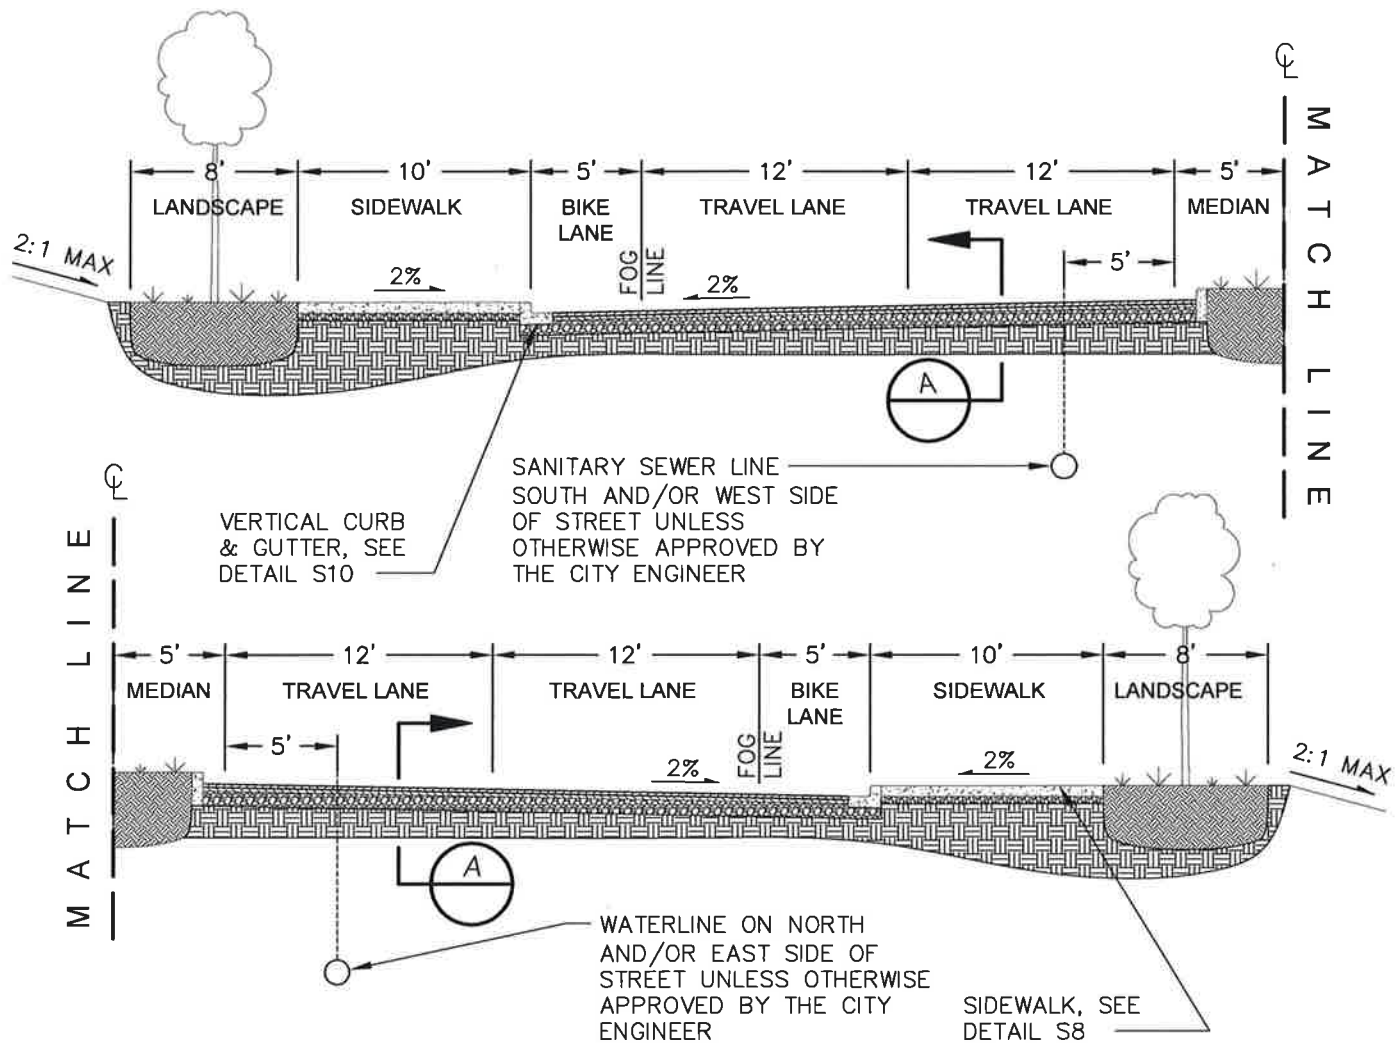 ℄
8' 10' 5' 12' 12' 5'
LANDSCAPE SIDEWALK BIKE LANE TRAVEL LANE TRAVEL LANE MEDIAN
MATCH LINE
2:1 MAX
2%
FOG LINE
2%
5'
A
VERTICAL CURB
& GUTTER, SEE
DETAIL S10
SANITARY SEWER LINE
SOUTH AND/OR WEST SIDE
OF STREET UNLESS
OTHERWISE APPROVED BY
THE CITY ENGINEER
℄
MATCH LINE
5' 12' 12' 5' 10' 8'
MEDIAN TRAVEL LANE TRAVEL LANE BIKE LANE SIDEWALK LANDSCAPE
5'
2%
FOG LINE
2%
2:1 MAX
A
WATERLINE ON NORTH
AND/OR EAST SIDE OF
STREET UNLESS OTHERWISE
APPROVED BY THE CITY
ENGINEER
SIDEWALK, SEE
DETAIL S8